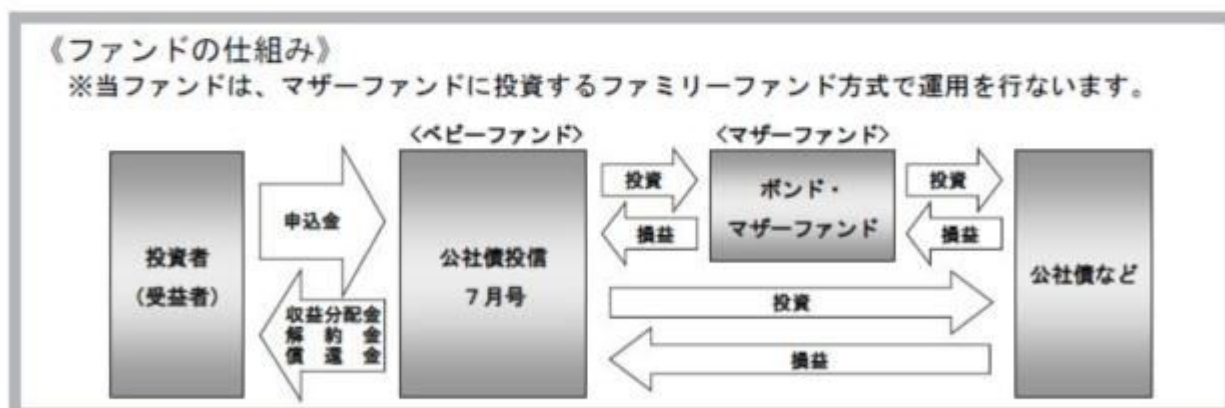 《ファンドの仕組み》
※当ファンドは、マザーファンドに投資するファミリーファンド方式で運用を行ないます。
〈ベビーファンド〉
〈マザーファンド〉
投資者
(受益者)
申込金
収益分配金
解約金
償還金
公社債投信
7月号
投資
損益
ボンド・
マザーファンド
投資
損益
投資
損益
公社債など